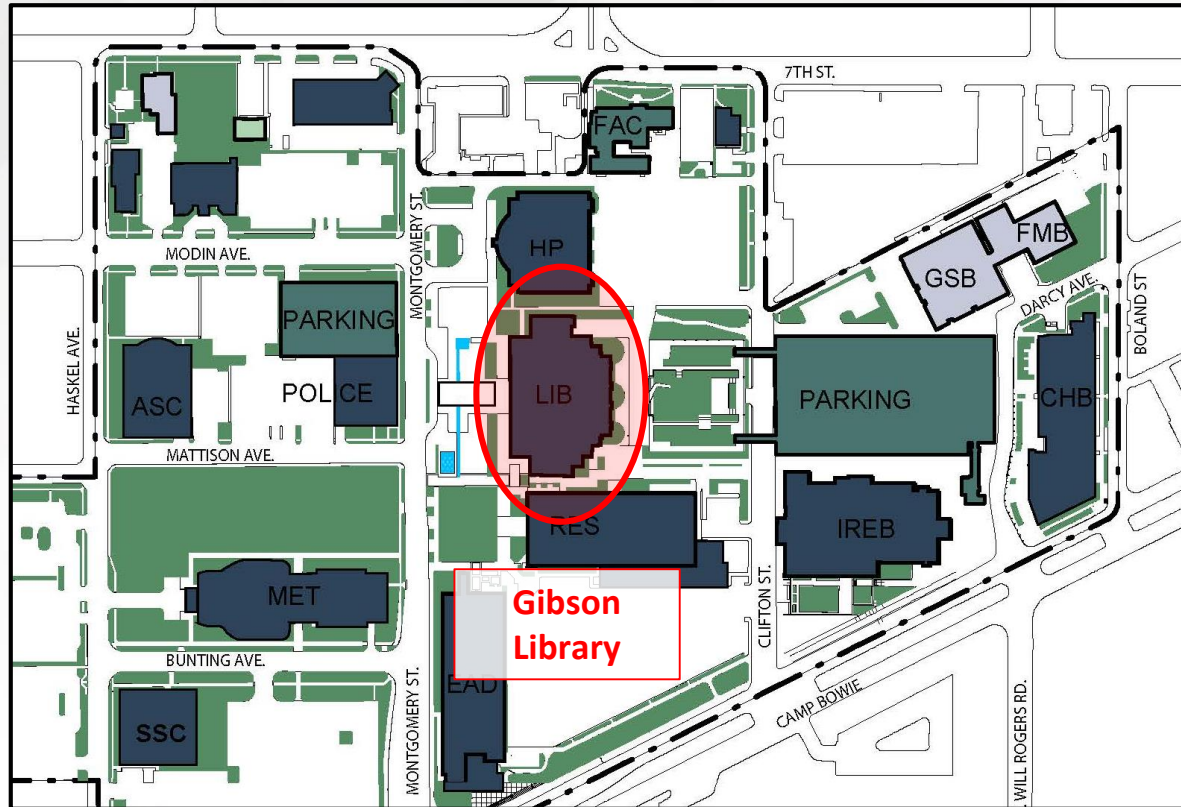 7TH ST.
FAC
MONTGOMERY ST.
HP
MODIN AVE.
FMB
GSB
DARCY AVE.
BOLAND ST
HASKEL AVE.
PARKING
ASC
POLICE
LIB
PARKING
CHB
MATTISON AVE.
RES
IREB
MET
Gibson
Library
CLIFTON ST.
BUNTING AVE.
EAD
MONTGOMERY ST.
SSC
CAMP BOWIE
WILL ROGERS RD.